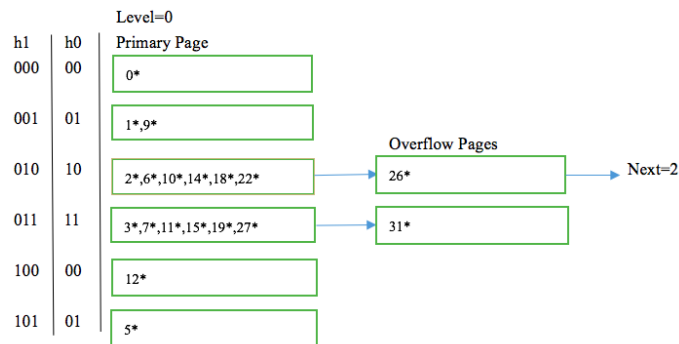 Level=0
h1 h0 Primary Page
000 00 0*
001 01 1*,9*
Overflow Pages
010 10 2*,6*,10*,14*,18*,22* 26* Next=2
011 11 3*,7*,11*,15*,19*,27* 31*
100 00 12*
101 01 5*